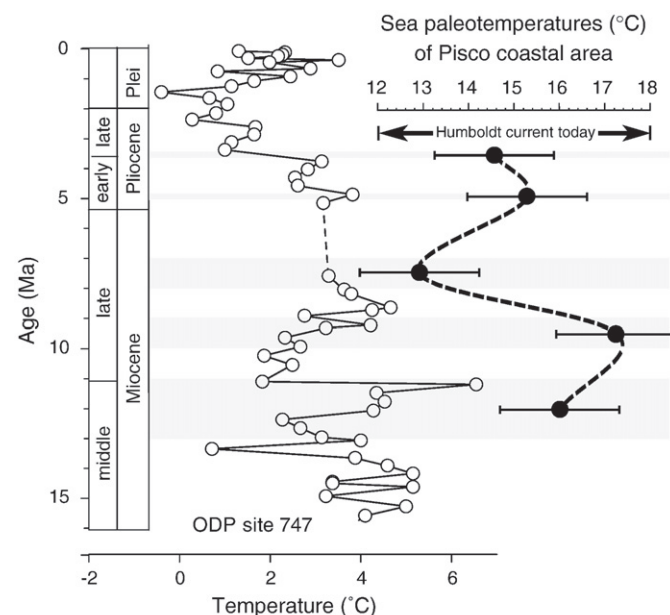 Sea paleotemperatures (°C)
of Pisco coastal area
12 13 14 15 16 17 18
Humboldt current today
0
5
10
15
Age (Ma)
Plei
late
early
Pliocene
late
middle
Miocene
ODP site 747
-2 0 2 4 6
Temperature (°C)